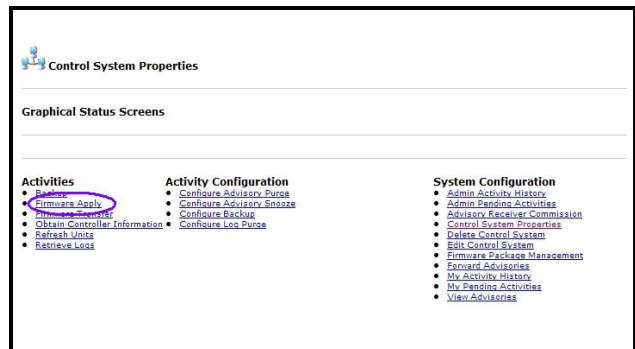 Control System Properties
Graphical Status Screens
Activities
Backup
Firmware Apply
Firmware Transfer
Obtain Controller Information
Refresh Units
Retrieve Logs
Activity Configuration
Configure Advisory Purge
Configure Advisory Snooze
Configure Backup
Configure Log Purge
System Configuration
Admin Activity History
Admin Pending Activities
Advisory Receiver Commission
Control System Properties
Delete Control System
Edit Control System
Firmware Package Management
Forward Advisories
My Activity History
My Pending Activities
View Advisories